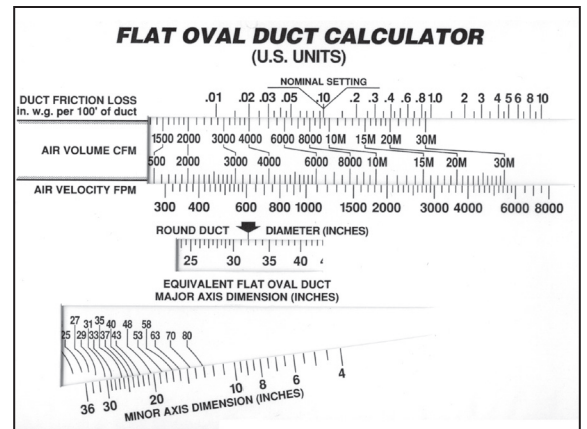 FLAT OVAL DUCT CALCULATOR
(U.S. UNITS)
NOMINAL SETTING
DUCT FRICTION LOSS
in. w.g. per 100' of duct
.01 .02 .03 .05 .10 .2 .3 .4 .6 .8 1.0 2 3 4 5 6 8 10
AIR VOLUME CFM
1500 2000 3000 4000 6000 8000 10M 15M 20M 30M
500 2000 3000 4000 6000 8000 10M 15M 20M 30M
AIR VELOCITY FPM
300 400 600 800 1000 1500 2000 3000 4000 6000 8000
ROUND DUCT DIAMETER (INCHES)
25 30 35 40
EQUIVALENT FLAT OVAL DUCT
MAJOR AXIS DIMENSION (INCHES)
27 31 35 40 48 58
25 29 33 37 43 53 63 70 80
36 30 20 10 8 6 4
MINOR AXIS DIMENSION (INCHES)